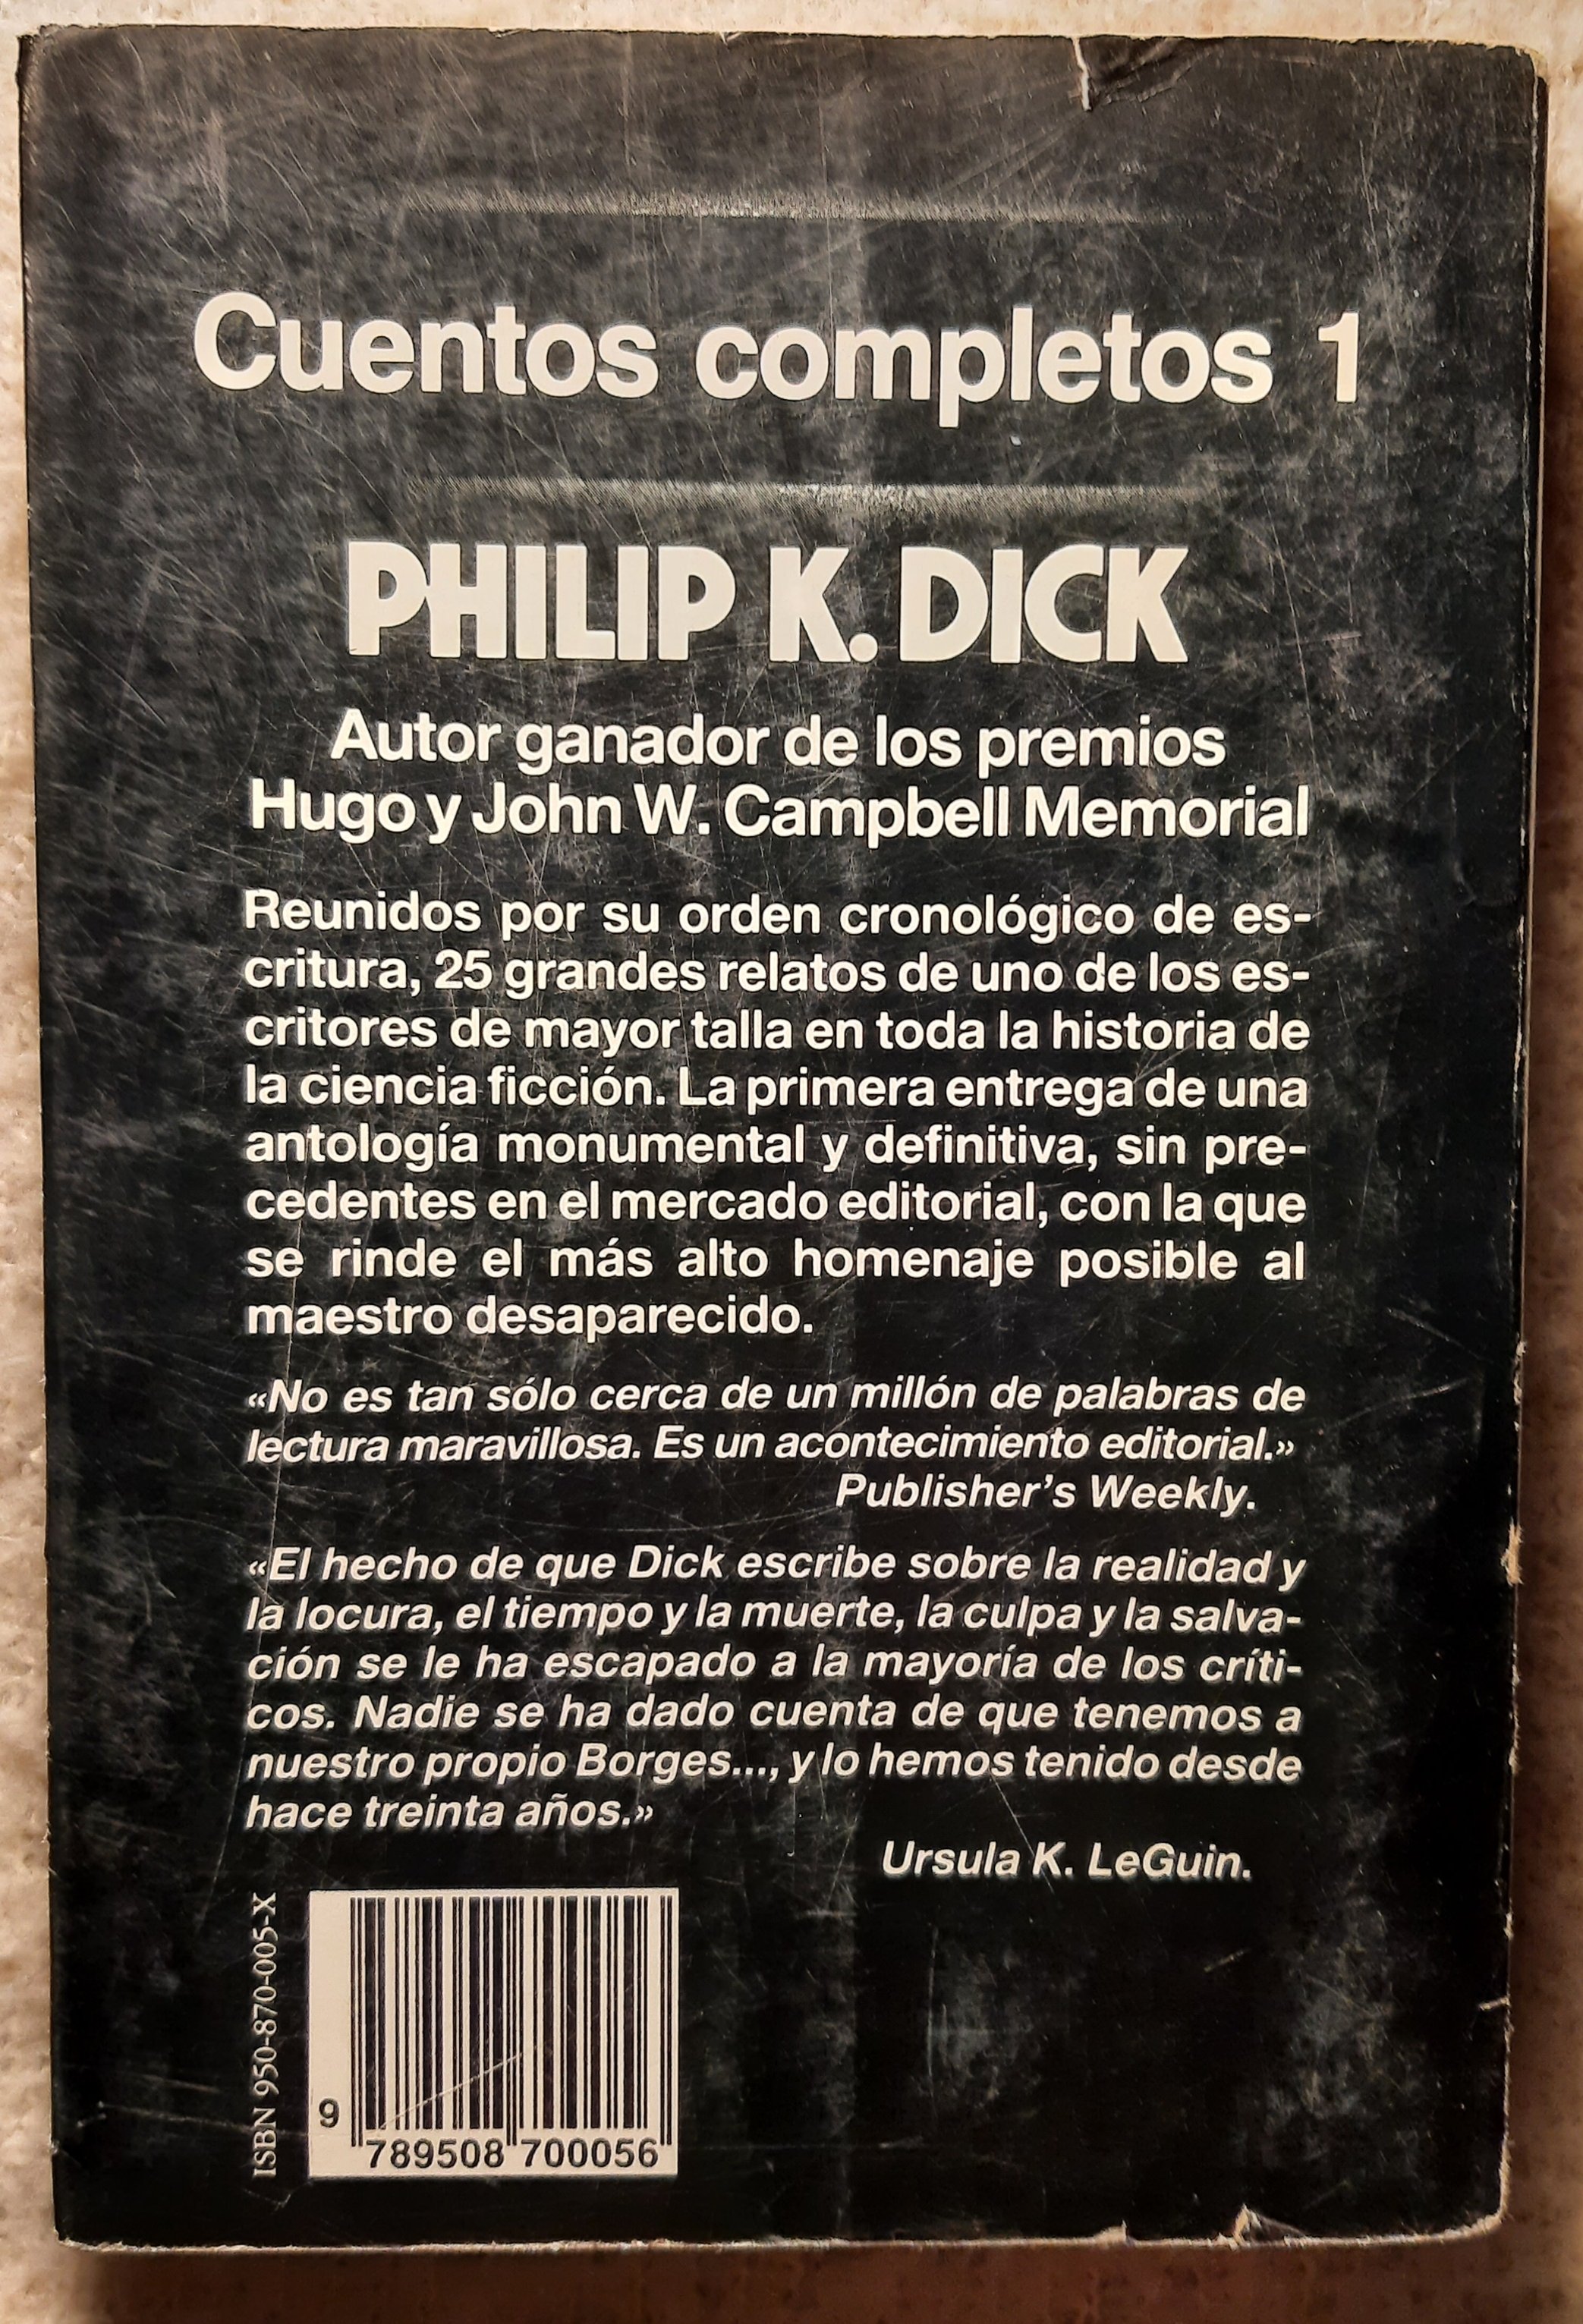 Cuentos completos 1
PHILIP K. DICK
Autor ganador de los premios
Hugo y John W. Campbell Memorial
Reunidos por su orden cronológico de es-
critura, 25 grandes relatos de uno de los es-
critores de mayor talla en toda la historia de
la ciencia ficción. La primera entrega de una
antología monumental y definitiva, sin pre-
cedentes en el mercado editorial, con la que
se rinde el más alto homenaje posible al
maestro desaparecido.
«No es tan sólo cerca de un millón de palabras de
lectura maravillosa. Es un acontecimiento editorial.»
Publisher's Weekly.
«El hecho de que Dick escribe sobre la realidad y
la locura, el tiempo y la muerte, la culpa y la salva-
ción se le ha escapado a la mayoría de los críti-
cos. Nadie se ha dado cuenta de que tenemos a
nuestro propio Borges..., y lo hemos tenido desde
hace treinta años.»
Ursula K. LeGuin.
ISBN 950-870-005-X
9 789508 700056